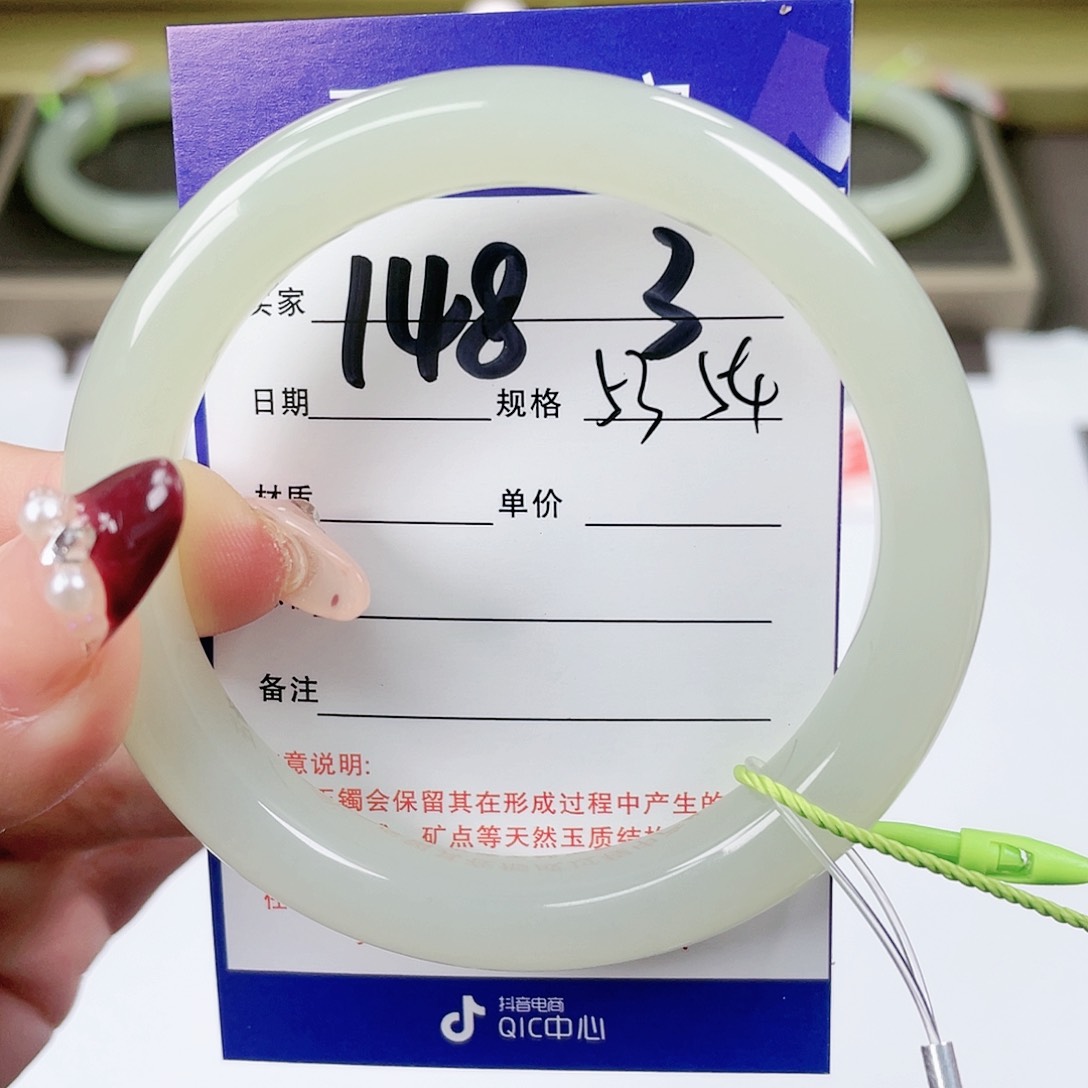 148 3
家
53 54
日期 规格
材质 单价
备注
意说明:
玉镯会保留其在形成过程中产生的
矿点等天然玉质结构
抖音电商
QIC中心